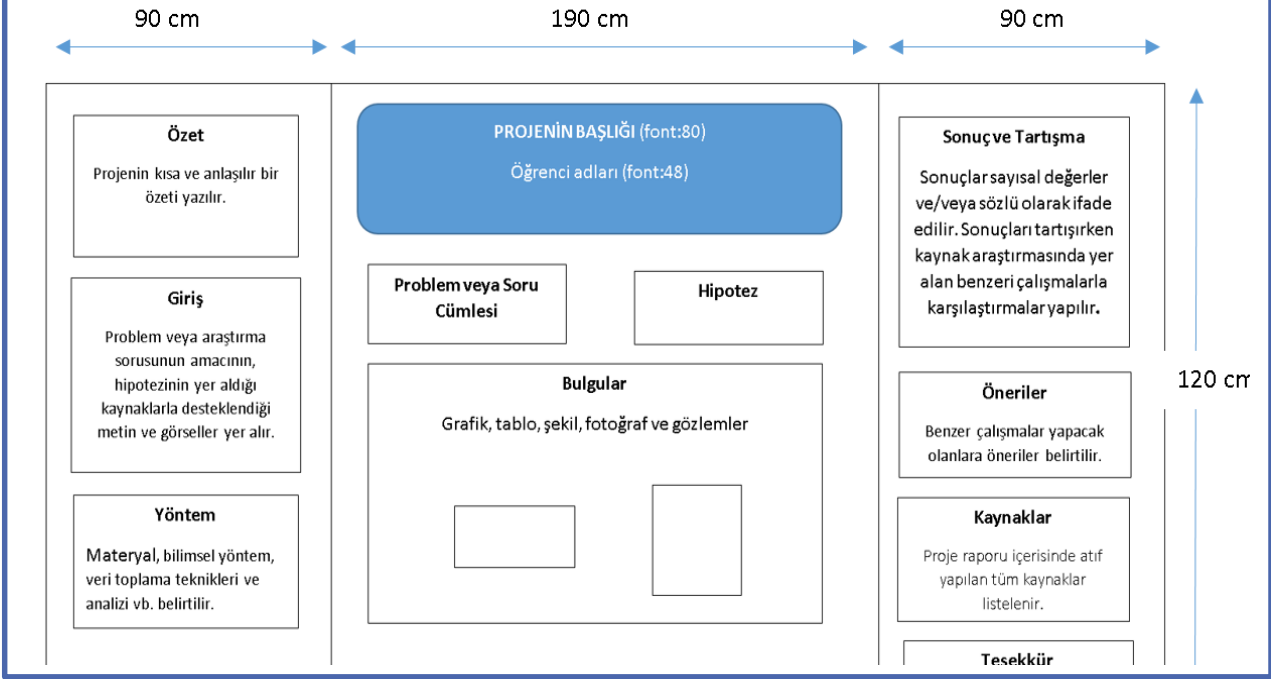 90 cm
190 cm
90 cm
Özet
Projenin kısa ve anlaşılır bir
özeti yazılır.
Giriş
Problem veya araştırma
sorusunun amacının,
hipotezinin yer aldığı
kaynaklarla desteklendiği
metin ve görseller yer alır.
Yöntem
Materyal, bilimsel yöntem,
veri toplama teknikleri ve
analizi vb. belirtilir.
PROJENİN BAŞLIĞI (font:80)
Öğrenci adları (font:48)
Problem veya Soru
Cümlesi
Hipotez
Bulgular
Grafik, tablo, şekil, fotoğraf ve gözlemler
Sonuç ve Tartışma
Sonuçlar sayısal değerler
ve/veya sözlü olarak ifade
edilir. Sonuçları tartışırken
kaynak araştırmasında yer
alan benzeri çalışmalarla
karşılaştırmalar yapılır.
Öneriler
Benzer çalışmalar yapacak
olanlara öneriler belirtilir.
Kaynaklar
Proje raporu içerisinde atıf
yapılan tüm kaynaklar
listelenir.
Teşekkür
120 cm